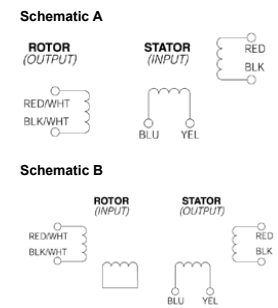 Schematic A
ROTOR
(OUTPUT)
STATOR
(INPUT)
RED
BLK
RED/WHT
BLK/WHT
BLU YEL
Schematic B
ROTOR
(INPUT)
STATOR
(OUTPUT)
RED/WHT
BLK/WHT
RED
BLK
BLU YEL